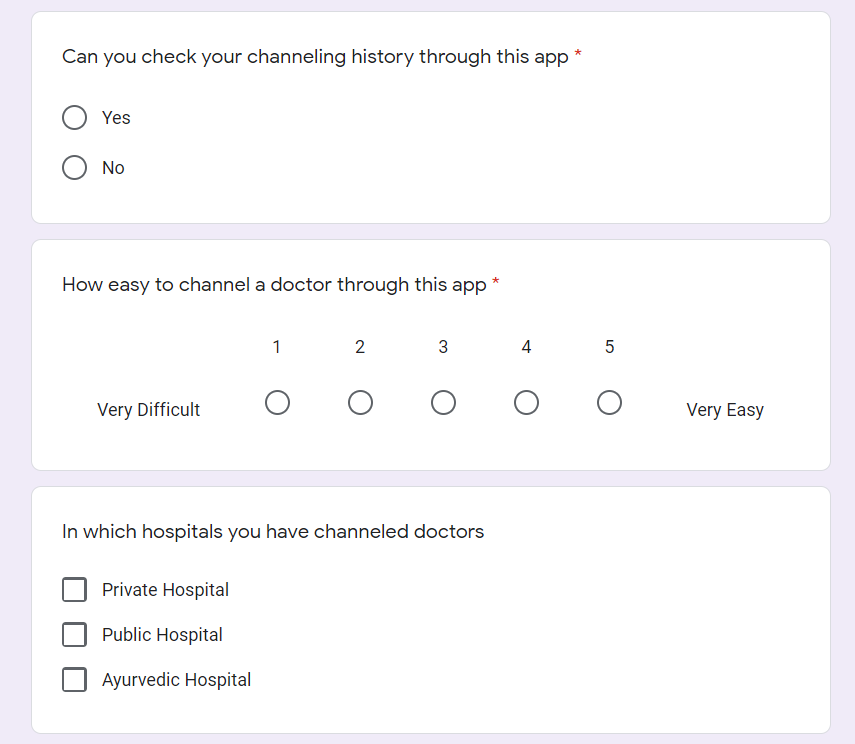 Can you check your channeling history through this app *
Yes
No
How easy to channel a doctor through this app *
1 2 3 4 5
Very Difficult Very Easy
In which hospitals you have channeled doctors
Private Hospital
Public Hospital
Ayurvedic Hospital